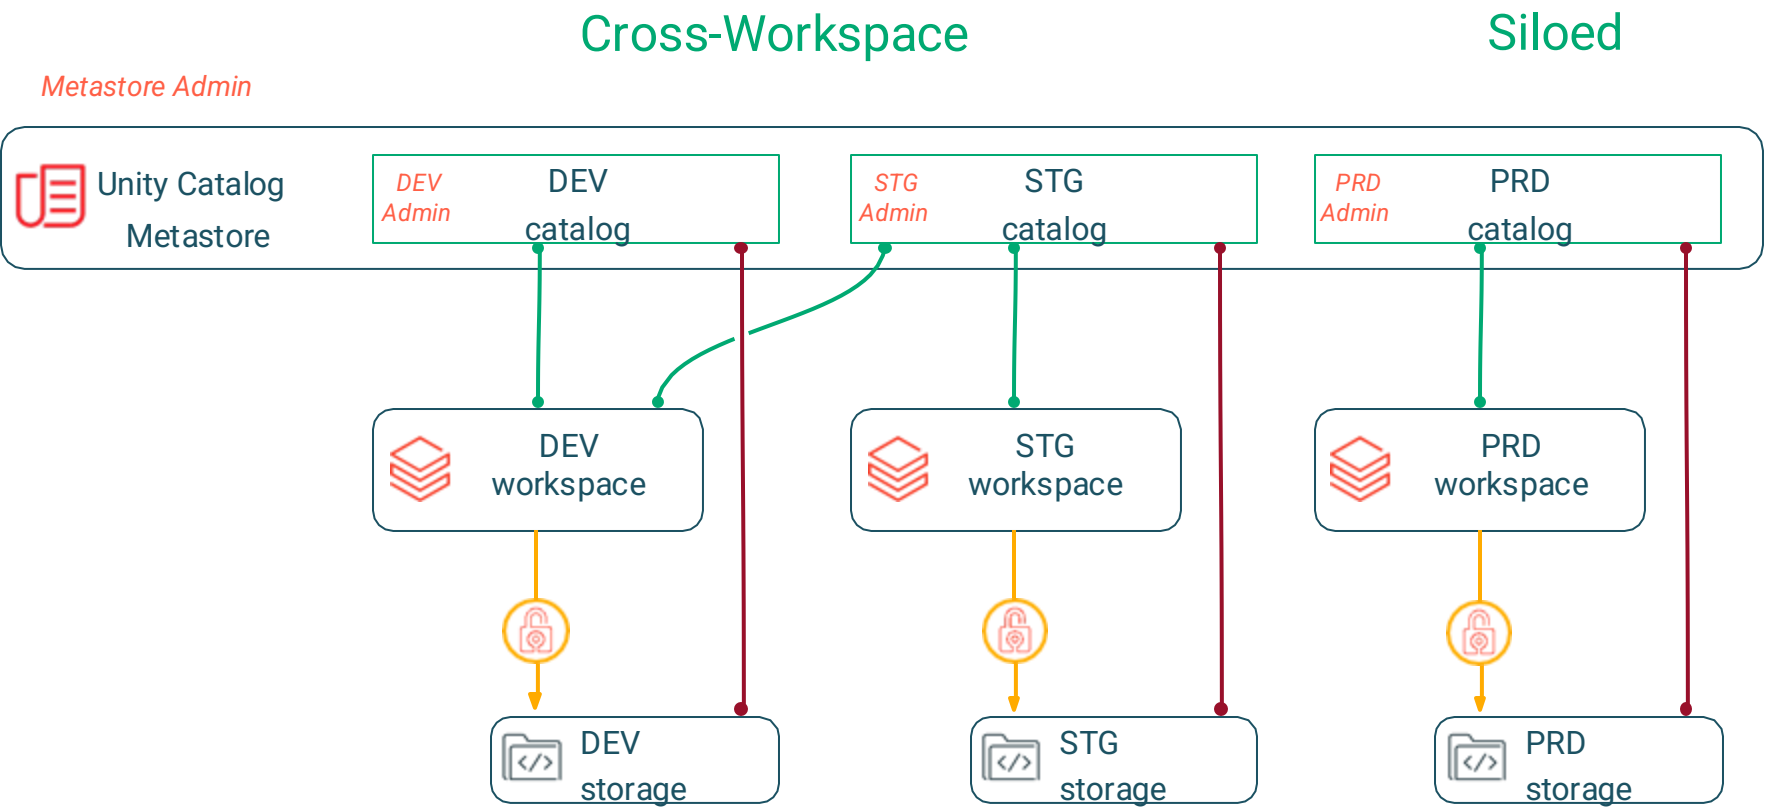 Cross-Workspace
Siloed
Metastore Admin
Unity Catalog
Metastore
DEV
Admin
DEV
catalog
STG
Admin
STG
catalog
PRD
Admin
PRD
catalog
DEV
workspace
STG
workspace
PRD
workspace
DEV
storage
STG
storage
PRD
storage